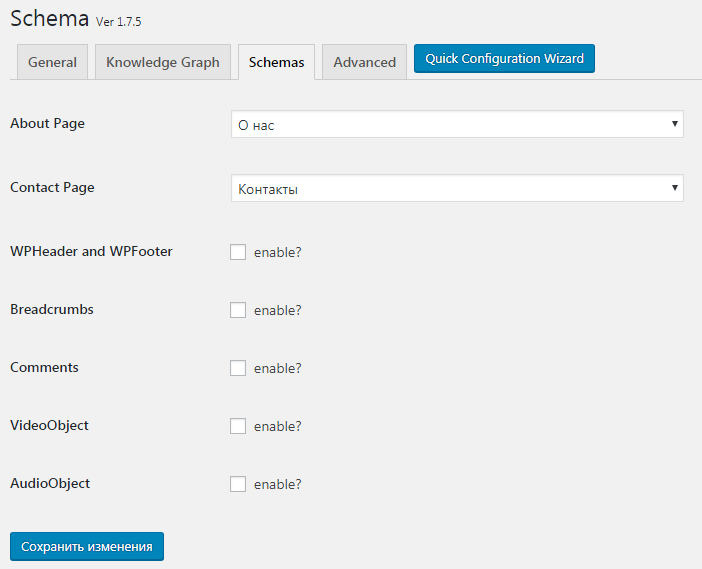 Schema Ver 1.7.5
General Knowledge Graph Schemas Advanced Quick Configuration Wizard
About Page О нас
Contact Page Контакты
WPHeader and WPFooter enable?
Breadcrumbs enable?
Comments enable?
VideoObject enable?
AudioObject enable?
Сохранить изменения